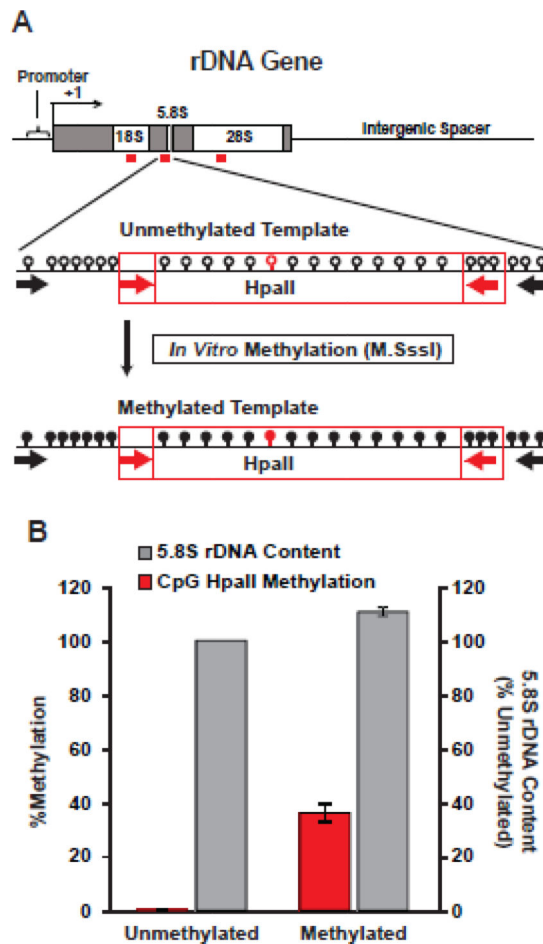 A
rDNA Gene
Promoter
+1
5.8S
18S
28S
Intergenic Spacer
Unmethylated Template
HpaII
In Vitro Methylation (M.SssI)
Methylated Template
HpaII
B
5.8S rDNA Content
CpG HpaII Methylation
120
100
80
60
40
20
0
%Methylation
120
100
80
60
40
20
0
5.8S rDNA Content
(% Unmethylated)
Unmethylated
Methylated